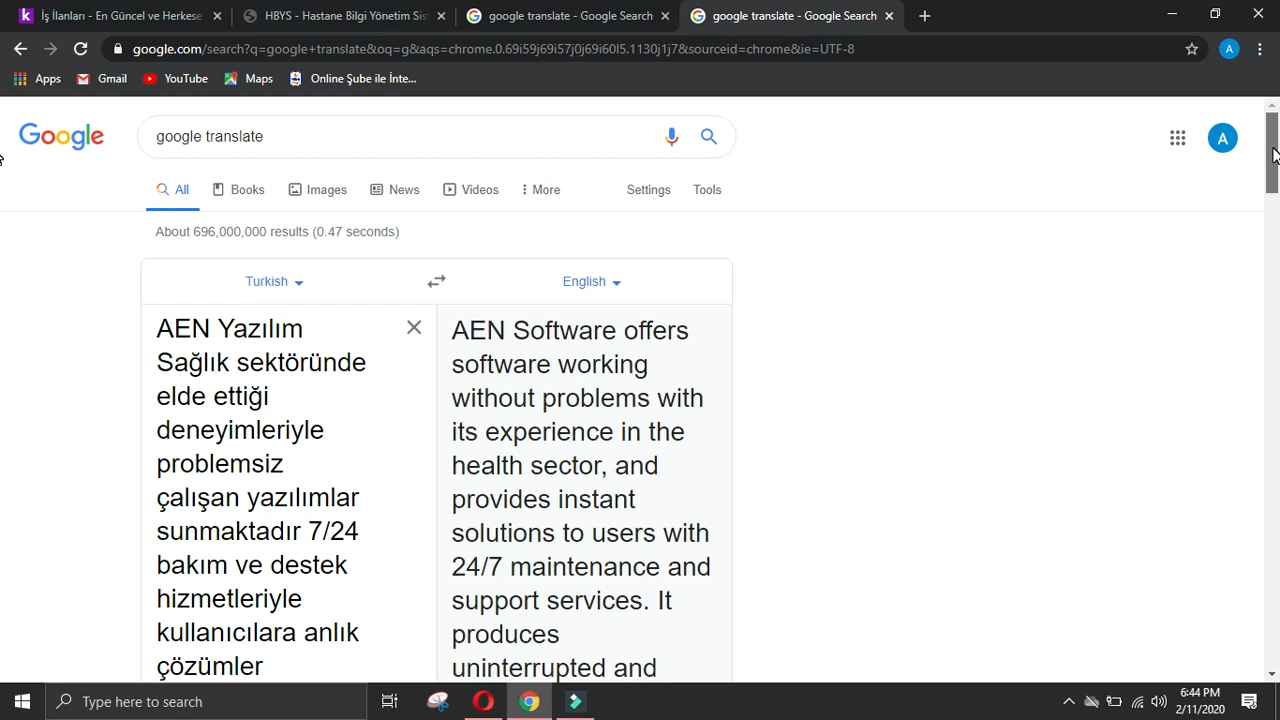 İş İlanları - En Güncel ve Herkese
HBYS - Hastane Bilgi Yönetim Sist
google translate - Google Search
google translate - Google Search
google.com/search?q=google+translate&oq=g&aqs=chrome.0.69i59j69i57j0j69i60l5.1130j1j7&sourceid=chrome&ie=UTF-8
A
Apps
Gmail
YouTube
Maps
Online Şube ile İnte...
Google
google translate
A
All
Books
Images
News
Videos
More
Settings
Tools
About 696,000,000 results (0.47 seconds)
Turkish
English
AEN Yazılım
Sağlık sektöründe
elde ettiği
deneyimleriyle
problemsiz
çalışan yazılımlar
sunmaktadır 7/24
bakım ve destek
hizmetleriyle
kullanıcılara anlık
çözümler
AEN Software offers
software working
without problems with
its experience in the
health sector, and
provides instant
solutions to users with
24/7 maintenance and
support services. It
produces
uninterrupted and
Type here to search
6:44 PM
2/11/2020